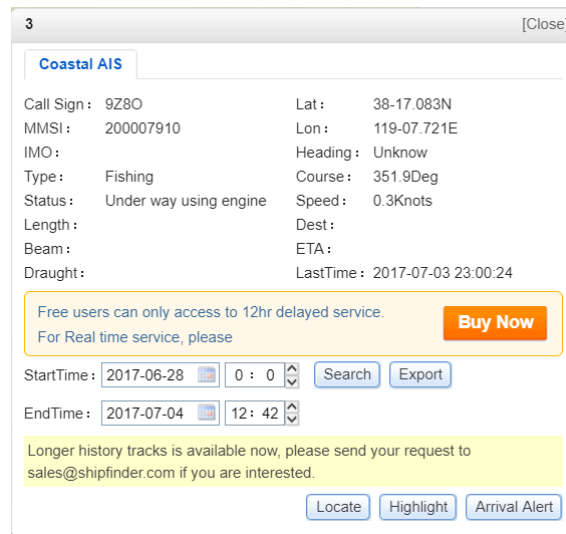 3 [Close]
Coastal AIS
Call Sign: 9Z8O Lat: 38-17.083N
MMSI: 200007910 Lon: 119-07.721E
IMO: Heading: Unknow
Type: Fishing Course: 351.9Deg
Status: Under way using engine Speed: 0.3Knots
Length: Dest:
Beam: ETA:
Draught: LastTime: 2017-07-03 23:00:24
Free users can only access to 12hr delayed service.
For Real time service, please
Buy Now
StartTime: 2017-06-28 0: 0 Search Export
EndTime: 2017-07-04 12: 42
Longer history tracks is available now, please send your request to
sales@shipfinder.com if you are interested.
Locate Highlight Arrival Alert